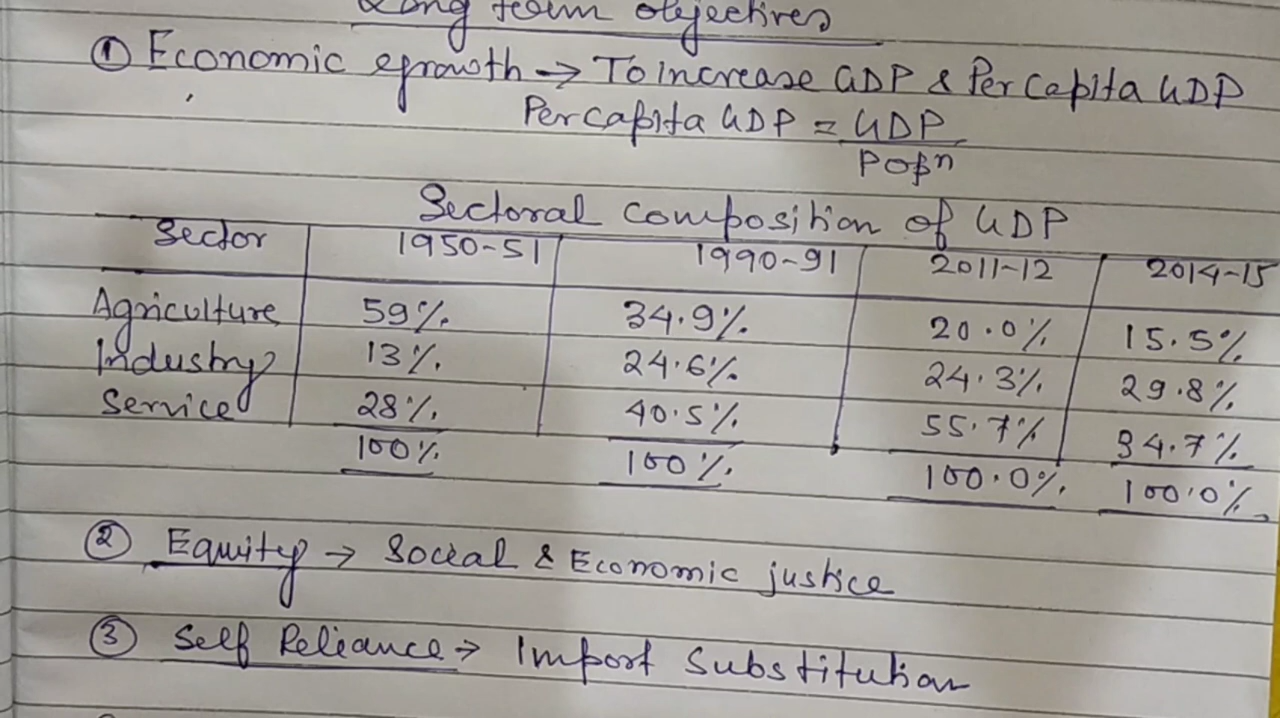 Long term objectives
① Economic growth → To increase GDP & Per Capita GDP
Per Capita GDP = GDP
Popn
Sectoral composition of GDP
Sector 1950-51 1990-91 2011-12 2014-15
Agriculture 59% 34.9% 20.0% 15.5%
Industry 13% 24.6% 24.3% 29.8%
Service 28% 40.5% 55.7% 34.7%
100% 100% 100.0% 100.0%
② Equity → Social & Economic justice
③ Self Reliance → Import Substitution